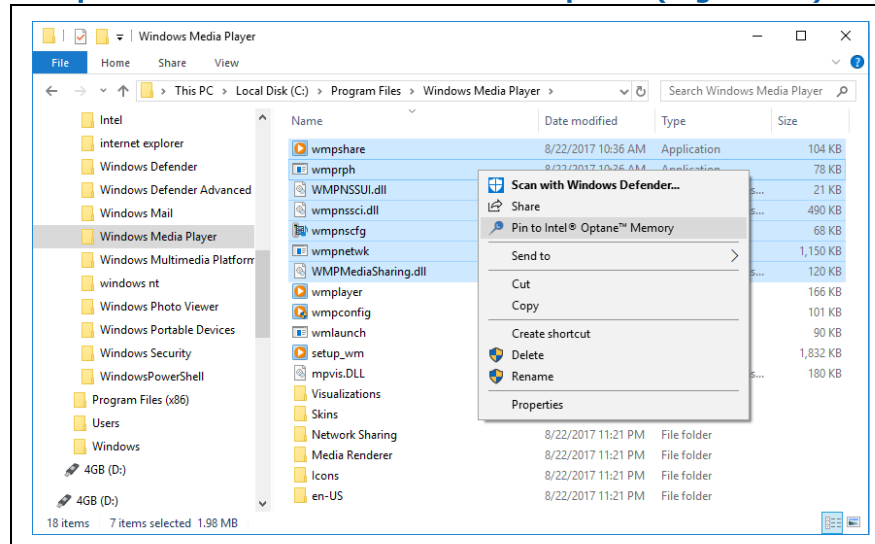 Windows Media Player
File Home Share View
This PC > Local Disk (C:) > Program Files > Windows Media Player > Search Windows Media Player
Name Date modified Type Size
Intel
internet explorer
Windows Defender
Windows Defender Advanced
Windows Mail
Windows Media Player
Windows Multimedia Platform
windows nt
Windows Photo Viewer
Windows Portable Devices
Windows Security
WindowsPowerShell
Program Files (x86)
Users
Windows
4GB (D:)
4GB (D:)
wmpshare 8/22/2017 10:36 AM Application 104 KB
wmprph 8/22/2017 10:36 AM Application 78 KB
WMPNSSUI.dll s... 21 KB
wmpnssci.dll s... 490 KB
wmpnscfg 68 KB
wmpnetwk 1,150 KB
WMPMediaSharing.dll s... 120 KB
wmplayer 166 KB
wmpconfig 101 KB
wmlaunch 90 KB
setup_wm 1,832 KB
mpvis.DLL s... 180 KB
Visualizations
Skins
Network Sharing 8/22/2017 11:21 PM File folder
Media Renderer 8/22/2017 11:21 PM File folder
Icons 8/22/2017 11:21 PM File folder
en-US 8/22/2017 11:21 PM File folder
Scan with Windows Defender...
Share
Pin to Intel® Optane™ Memory
Send to
Cut
Copy
Create shortcut
Delete
Rename
Properties
18 items 7 items selected 1.98 MB